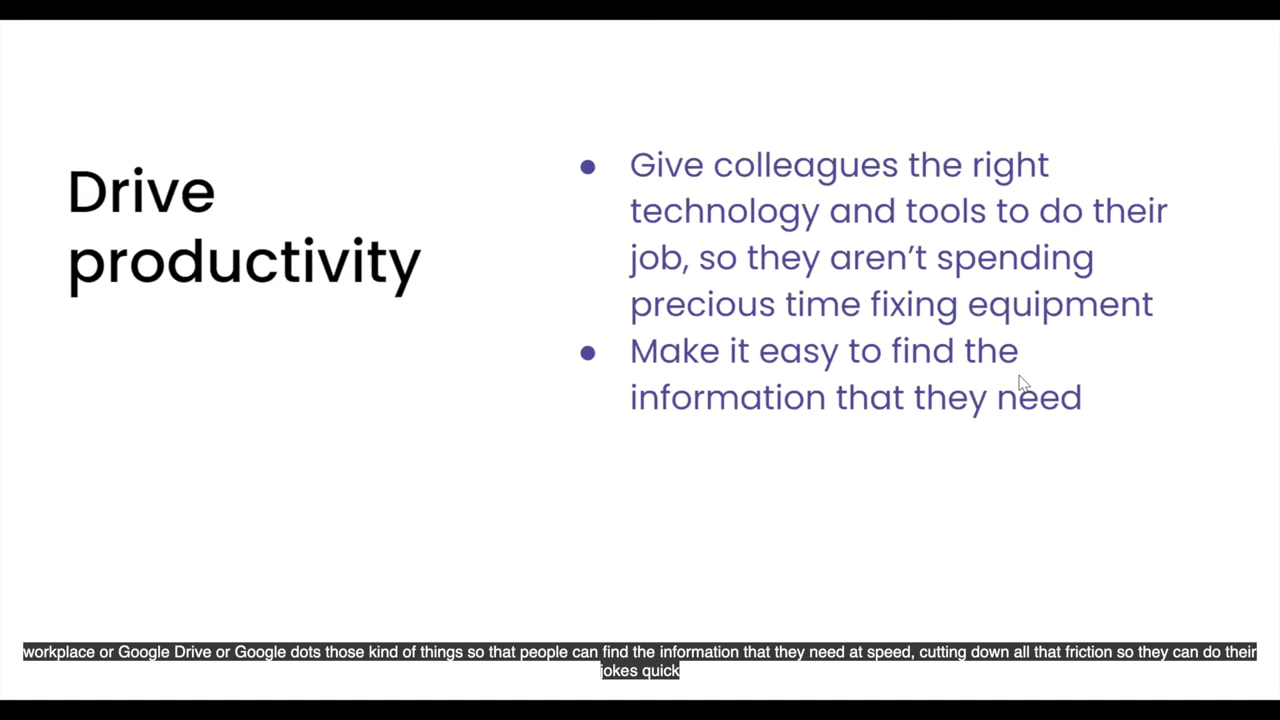 Drive
productivity
● Give colleagues the right
technology and tools to do their
job, so they aren’t spending
precious time fixing equipment
● Make it easy to find the
information that they need
workplace or Google Drive or Google dots those kind of things so that people can find the information that they need at speed, cutting down all that friction so they can do their
jokes quick